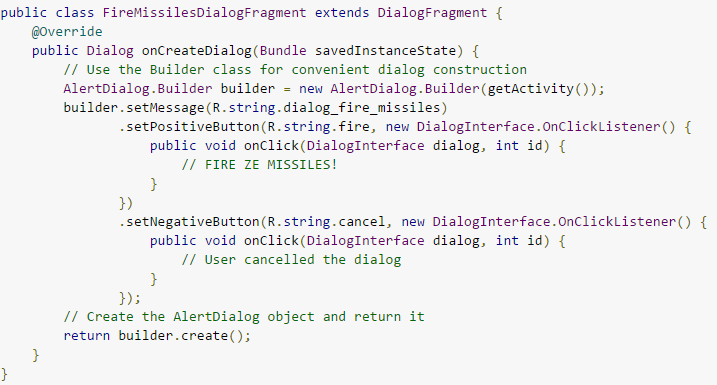 public class FireMissilesDialogFragment extends DialogFragment {
    @Override
    public Dialog onCreateDialog(Bundle savedInstanceState) {
        // Use the Builder class for convenient dialog construction
        AlertDialog.Builder builder = new AlertDialog.Builder(getActivity());
        builder.setMessage(R.string.dialog_fire_missiles)
               .setPositiveButton(R.string.fire, new DialogInterface.OnClickListener() {
                   public void onClick(DialogInterface dialog, int id) {
                       // FIRE ZE MISSILES!
                   }
               })
               .setNegativeButton(R.string.cancel, new DialogInterface.OnClickListener() {
                   public void onClick(DialogInterface dialog, int id) {
                       // User cancelled the dialog
                   }
               });
        // Create the AlertDialog object and return it
        return builder.create();
    }
}